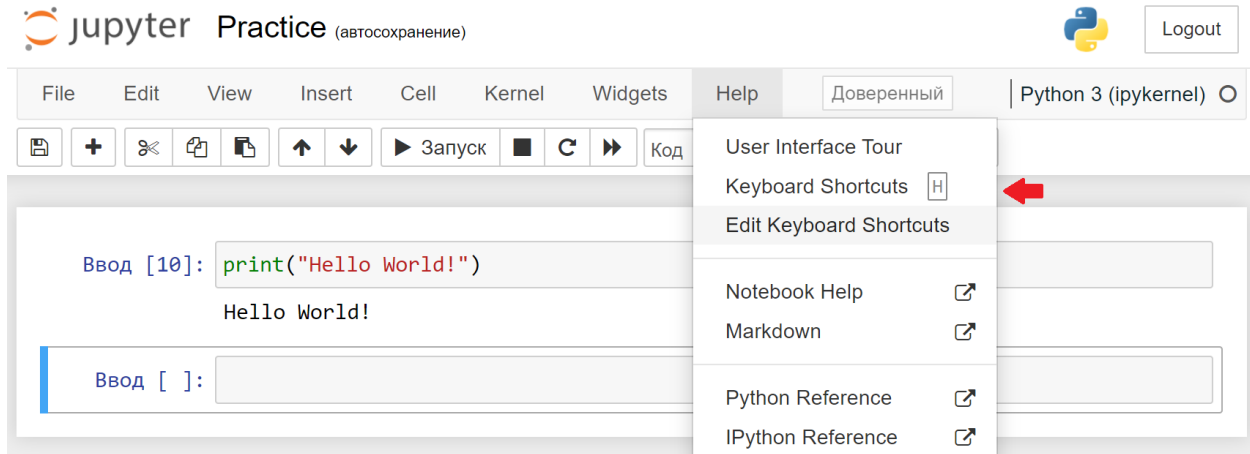 jupyter Practice (автосохранение) Logout
File Edit View Insert Cell Kernel Widgets Help Доверенный Python 3 (ipykernel)
Запуск Код
User Interface Tour
Keyboard Shortcuts H
Edit Keyboard Shortcuts
Notebook Help
Markdown
Python Reference
IPython Reference
Ввод [10]: print("Hello World!")
Hello World!
Ввод [ ]: